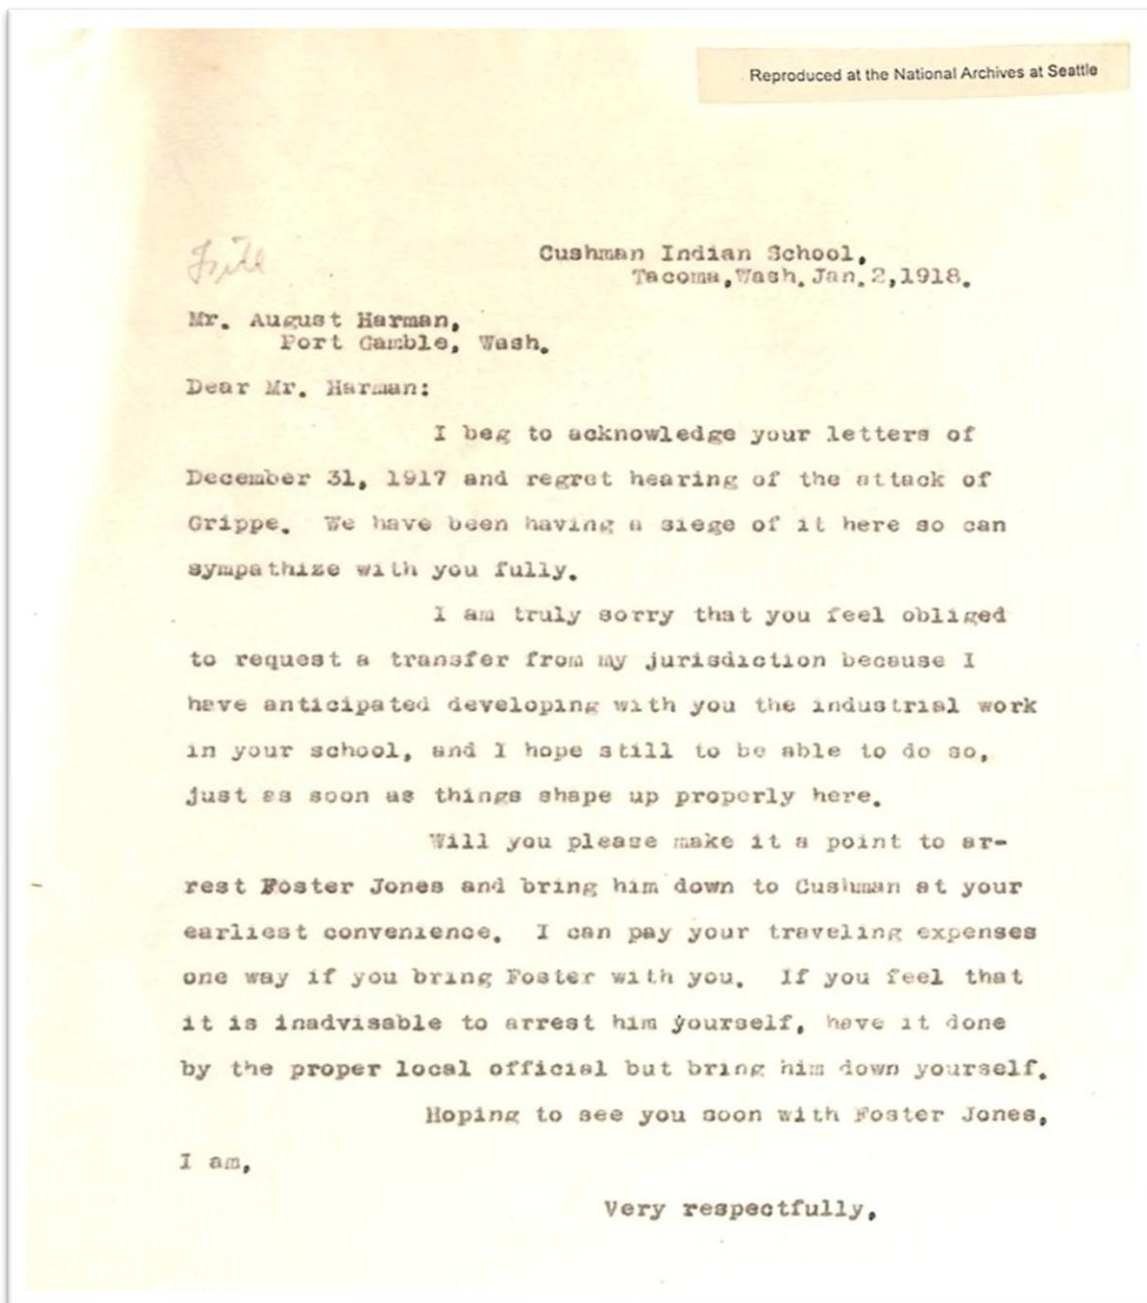 Reproduced at the National Archives at Seattle
File
Cushman Indian School,
Tacoma,Wash.Jan.2,1918.
Mr. August Harman,
Port Gamble, Wash.
Dear Mr. Harman:
I beg to acknowledge your letters of
December 31, 1917 and regret hearing of the attack of
Grippe. We have been having a siege of it here so can
sympathize with you fully.
I am truly sorry that you feel obliged
to request a transfer from my jurisdiction because I
have anticipated developing with you the industrial work
in your school, and I hope still to be able to do so,
just as soon as things shape up properly here.
Will you please make it a point to ar-
rest Foster Jones and bring him down to Cushman at your
earliest convenience. I can pay your traveling expenses
one way if you bring Foster with you. If you feel that
it is inadvisable to arrest him yourself, have it done
by the proper local official but bring him down yourself.
Hoping to see you soon with Foster Jones,
I am,
Very respectfully,